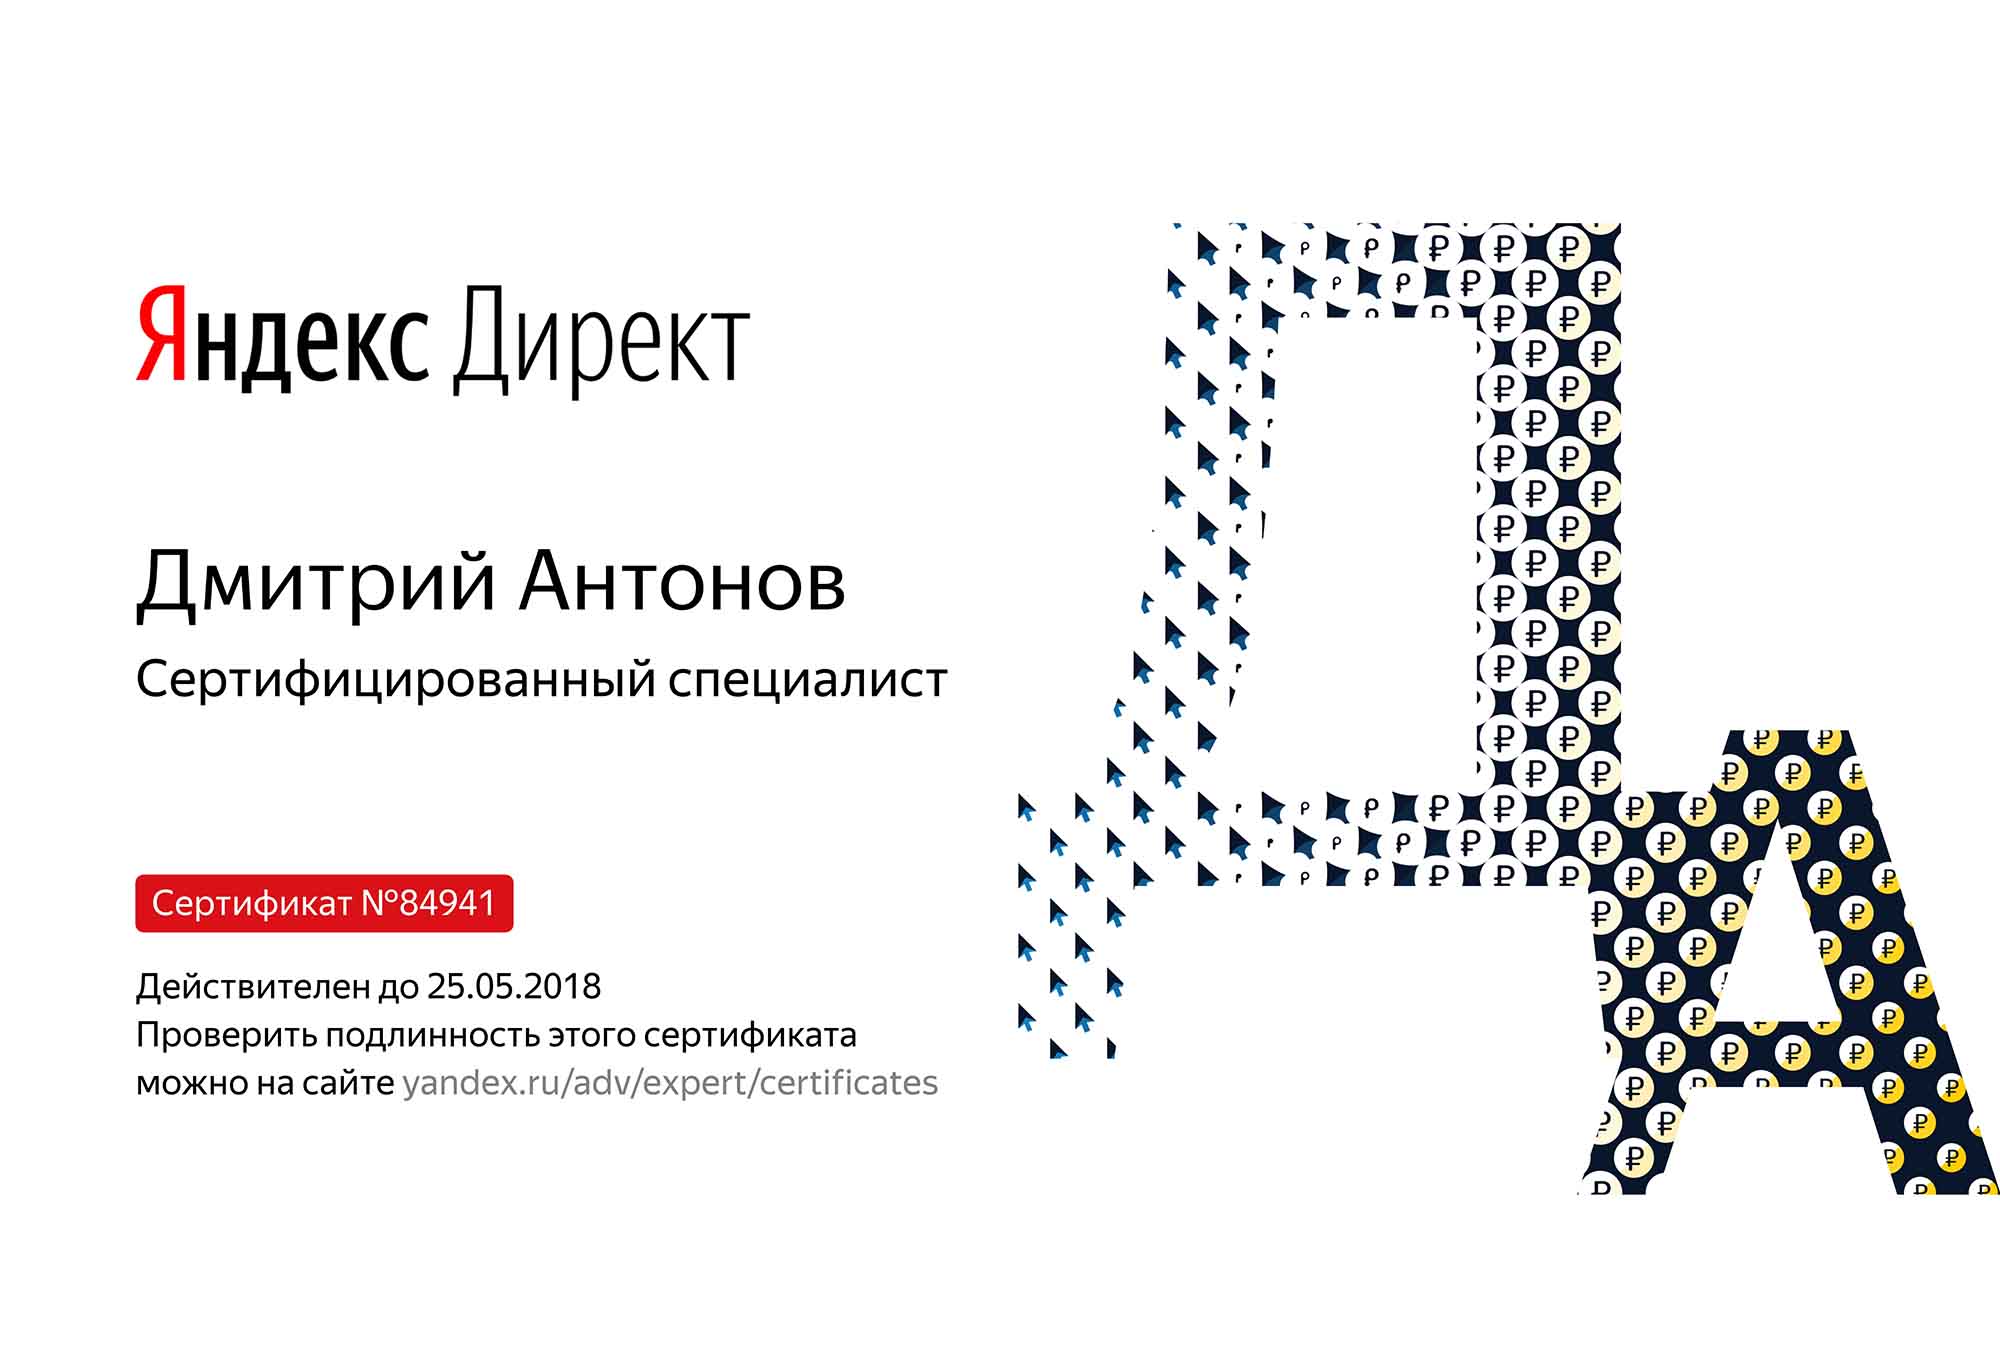 Яндекс Директ
Дмитрий Антонов
Сертифицированный специалист
Сертификат №84941
Действителен до 25.05.2018
Проверить подлинность этого сертификата
можно на сайте yandex.ru/adv/expert/certificates
ДА